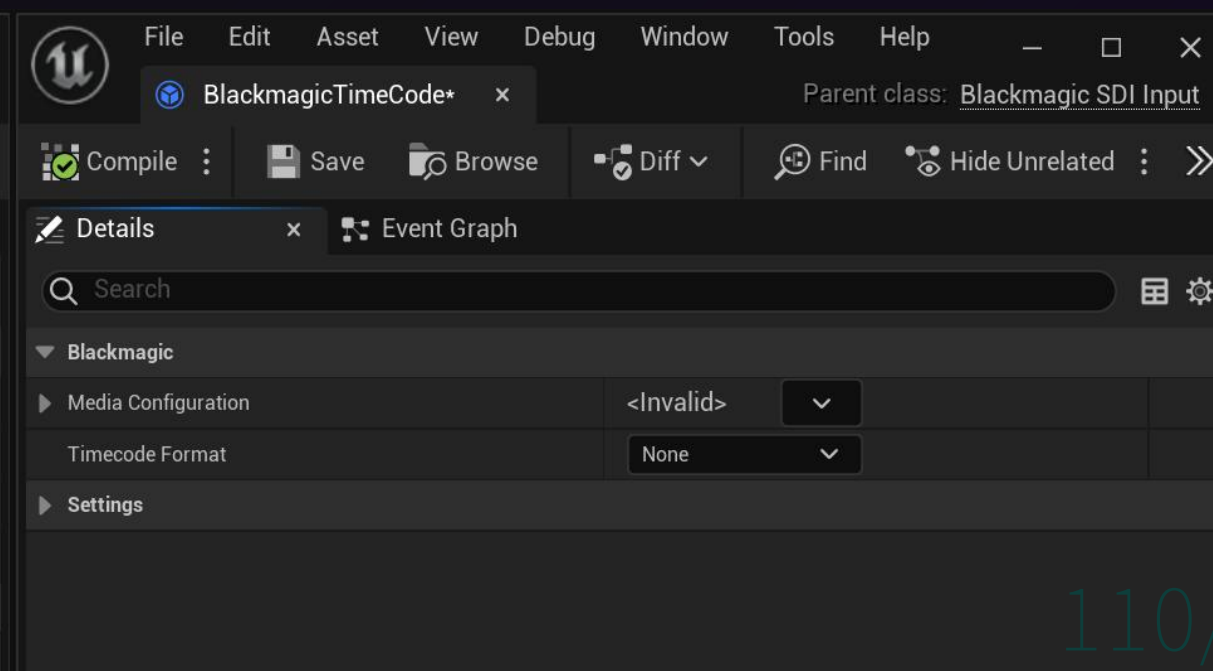 File Edit Asset View Debug Window Tools Help
BlackmagicTimeCode*
Parent class: Blackmagic SDI Input
Compile Save Browse Diff Find Hide Unrelated
Details Event Graph
Search
Blackmagic
Media Configuration <Invalid>
Timecode Format None
Settings
110/